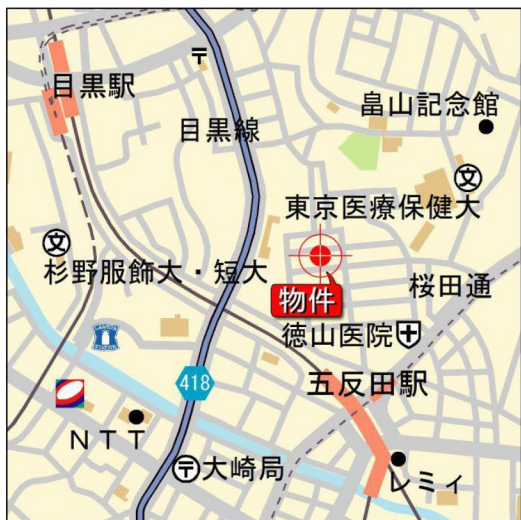 目黒駅
目黒線
畠山記念館
文
東京医療保健大
文
杉野服飾大・短大
桜田通
物件
徳山医院
418
五反田駅
NTT
大崎局
レミィ